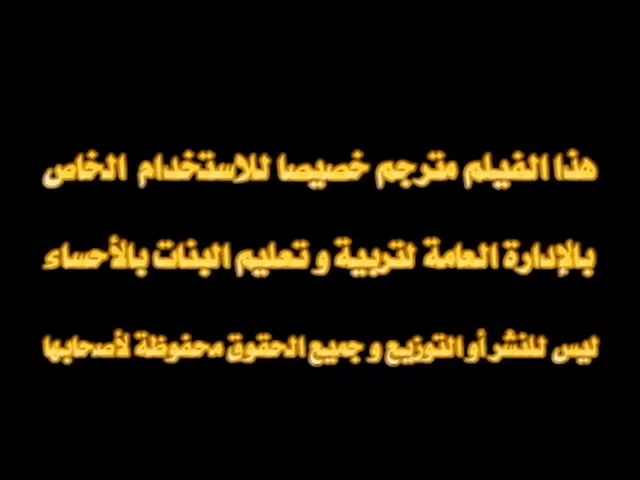 هذا الفيلم مترجم خصيصا للاستخدام الخاص
بالإدارة العامة لتربية و تعليم البنات بالأحساء
ليس للنشر أو التوزيع و جميع الحقوق محفوظة لأصحابها